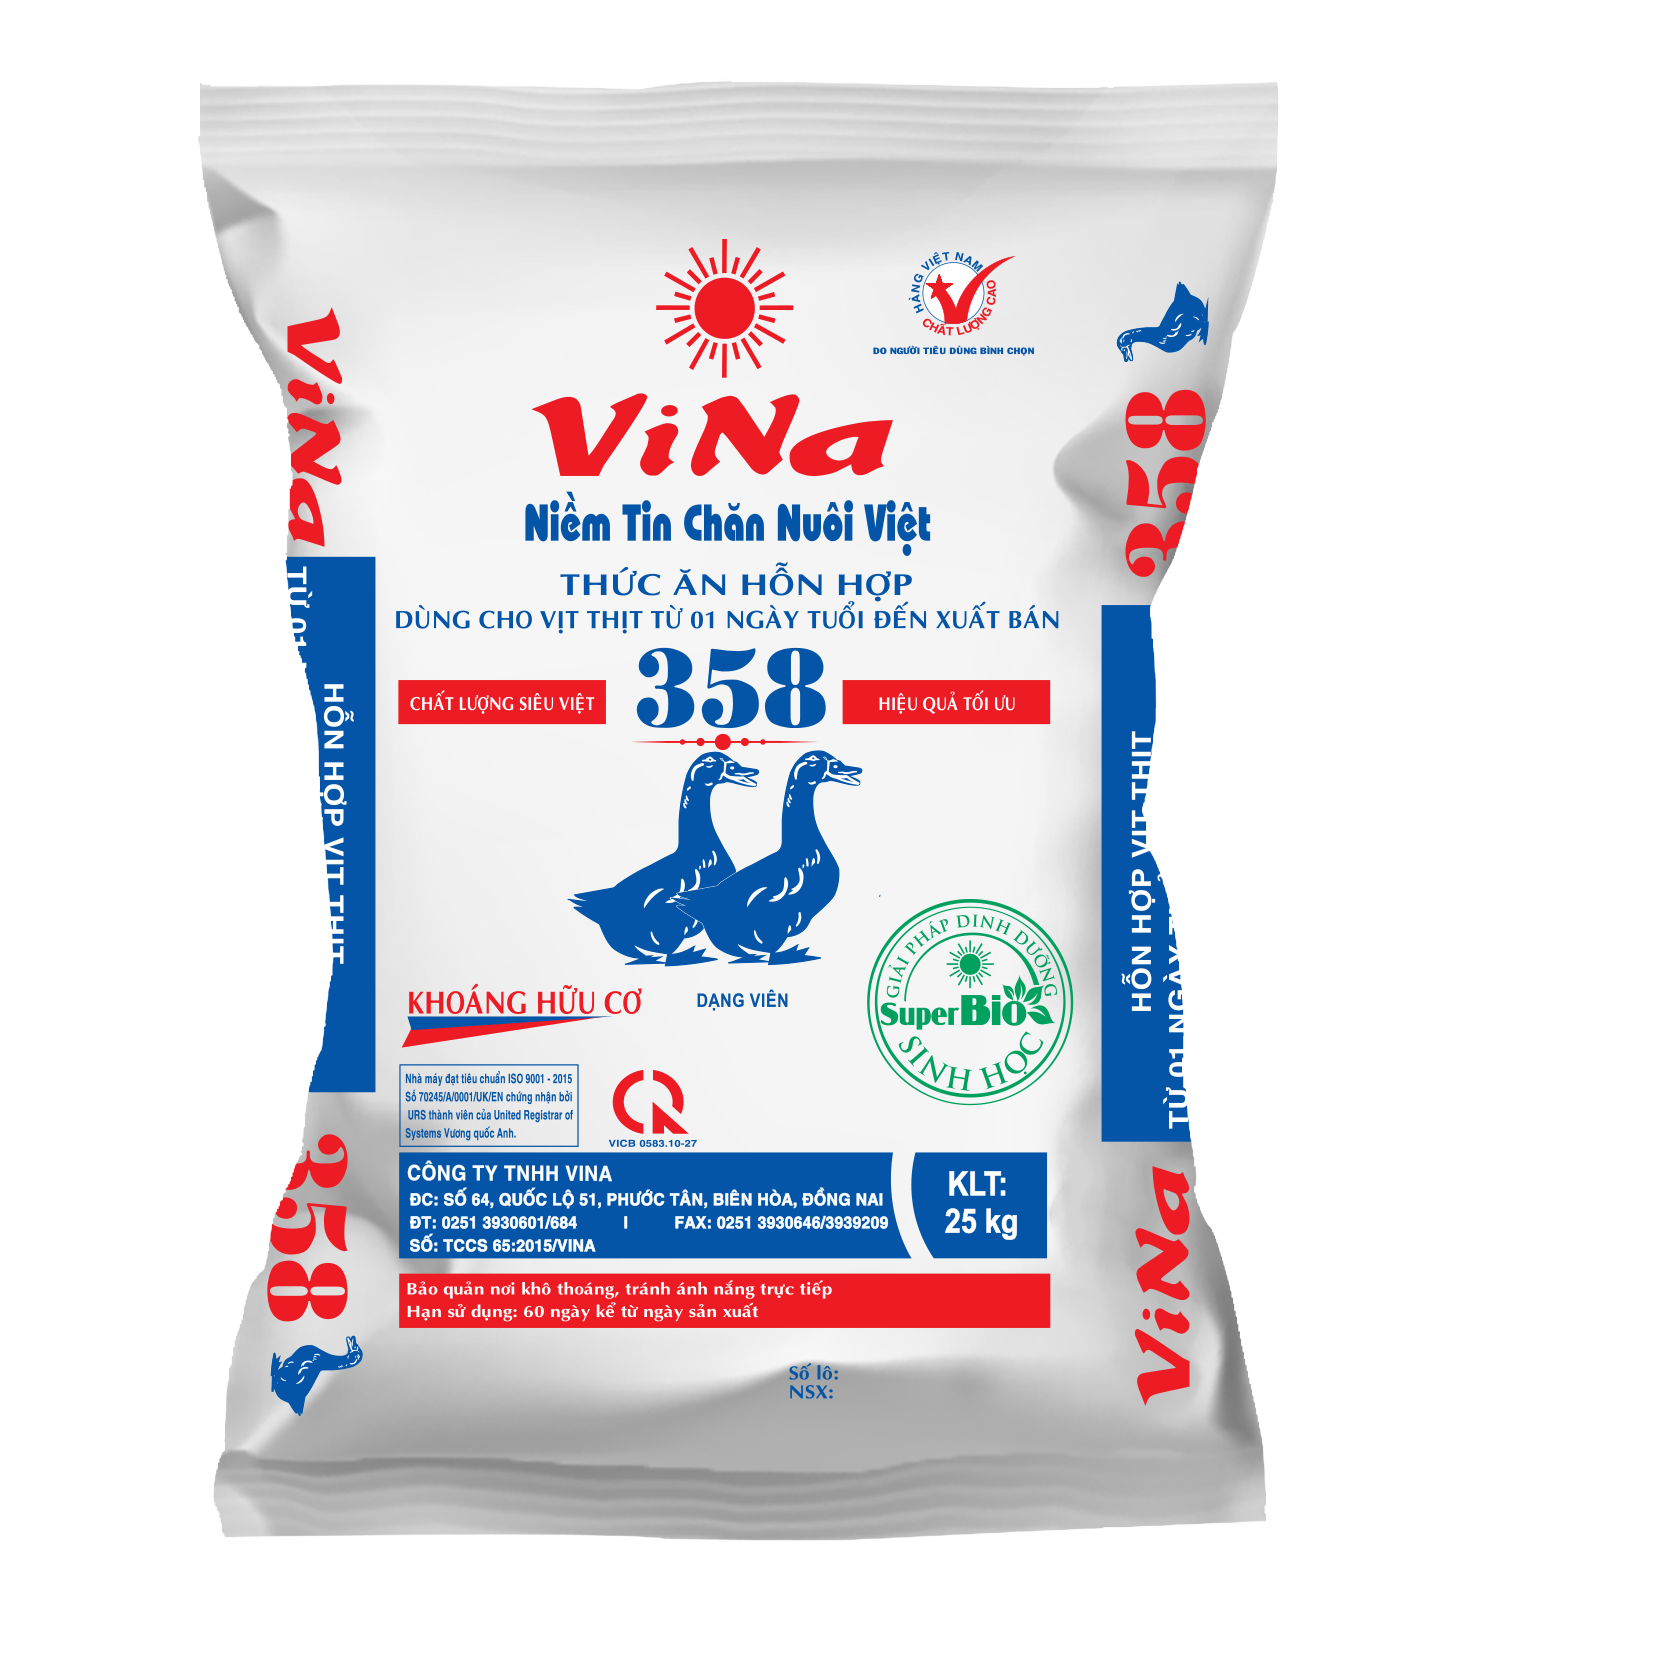 HÀNG VIỆT NAM
CHẤT LƯỢNG CAO
DO NGƯỜI TIÊU DÙNG BÌNH CHỌN
ViNa
Niềm Tin Chăn Nuôi Việt
THỨC ĂN HỖN HỢP
DÙNG CHO VỊT THỊT TỪ 01 NGÀY TUỔI ĐẾN XUẤT BÁN
CHẤT LƯỢNG SIÊU VIỆT
358
HIỆU QUẢ TỐI ƯU
KHOÁNG HỮU CƠ
DẠNG VIÊN
GIẢI PHÁP DINH DƯỠNG
SuperBio
SINH HỌC
Nhà máy đạt tiêu chuẩn ISO 9001 - 2015
Số 70245/A/0001/UK/EN chứng nhận bởi
URS thành viên của United Registrar of
Systems Vương quốc Anh.
VICB 0583.10-27
CÔNG TY TNHH VINA
ĐC: SỐ 64, QUỐC LỘ 51, PHƯỚC TÂN, BIÊN HÒA, ĐỒNG NAI
ĐT: 0251 3930601/684 I FAX: 0251 3930646/3939209
SỐ: TCCS 65:2015/VINA
KLT:
25 kg
Bảo quản nơi khô thoáng, tránh ánh nắng trực tiếp
Hạn sử dụng: 60 ngày kể từ ngày sản xuất
Số lô:
NSX:
ViNa
HỖN HỢP VỊT THỊT
TỪ 01
358
358
HỖN HỢP VỊT THỊT
TỪ 01 NGÀY
ViNa